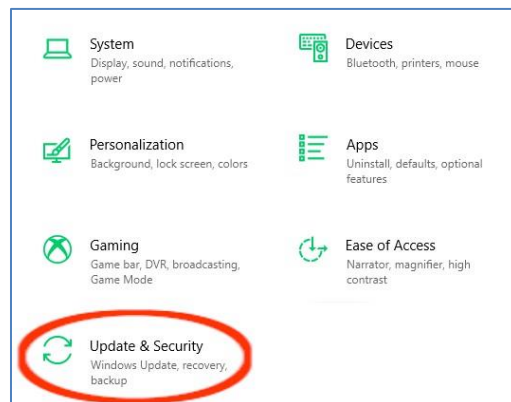 System
Display, sound, notifications,
power
Devices
Bluetooth, printers, mouse
Personalization
Background, lock screen, colors
Apps
Uninstall, defaults, optional
features
Gaming
Game bar, DVR, broadcasting,
Game Mode
Ease of Access
Narrator, magnifier, high
contrast
Update & Security
Windows Update, recovery,
backup